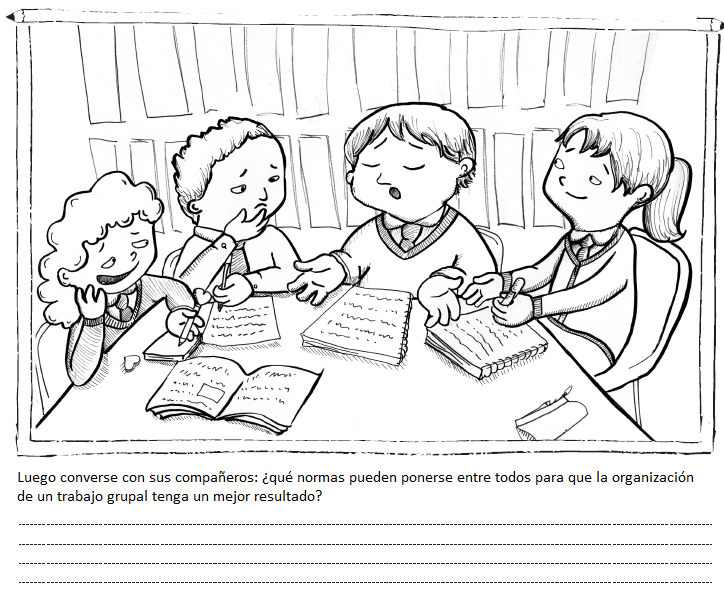 Luego converse con sus compañeros: ¿qué normas pueden ponerse entre todos para que la organización
de un trabajo grupal tenga un mejor resultado?